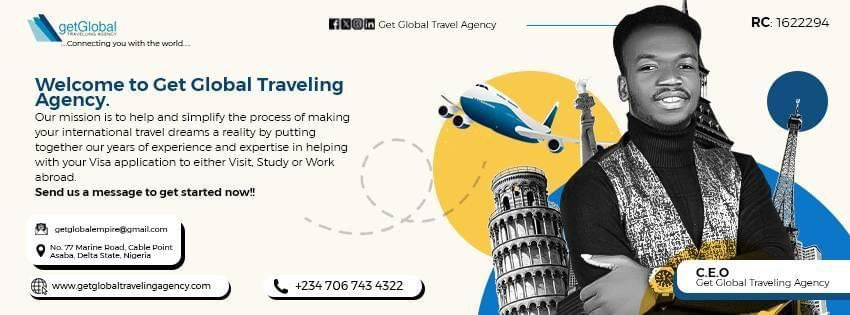 getGlobal
TRAVELLING AGENCY
...Connecting you with the world....
Get Global Travel Agency
RC: 1622294
Welcome to Get Global Traveling
Agency.
Our mission is to help and simplify the process of making
your international travel dreams a reality by putting
together our years of experience and expertise in helping
with your Visa application to either Visit, Study or Work
abroad.
Send us a message to get started now!!
getglobalempire@gmail.com
No. 77 Marine Road, Cable Point
Asaba, Delta State, Nigeria
www.getglobaltravelingagency.com
+234 706 743 4322
C.E.O
Get Global Traveling Agency